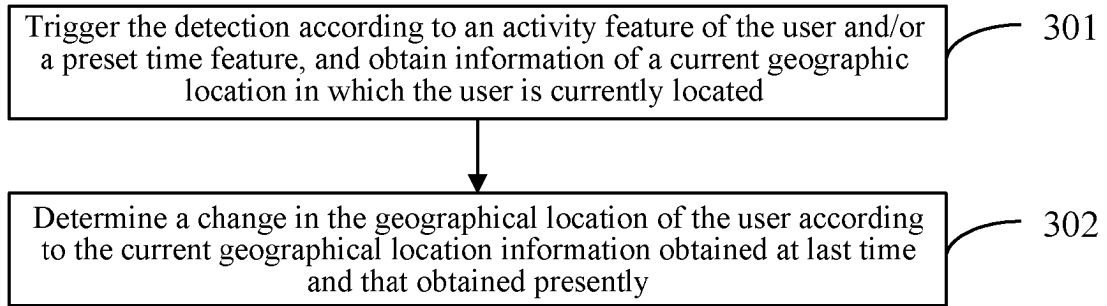 Trigger the detection according to an activity feature of the user and/or
a preset time feature, and obtain information of a current geographic
location in which the user is currently located
301
Determine a change in the geographical location of the user according
to the current geographical location information obtained at last time
and that obtained presently
302